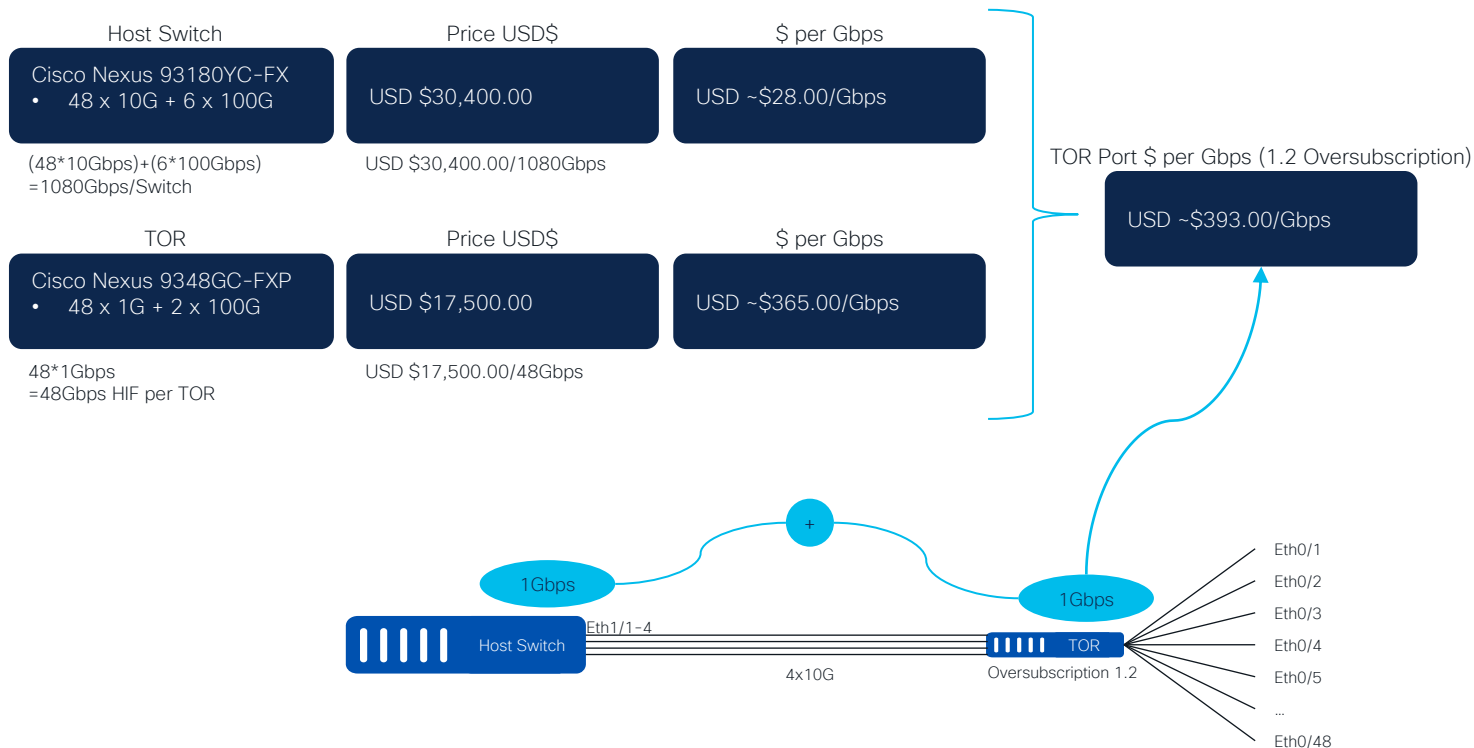 Host Switch
Price USD$
$ per Gbps
Cisco Nexus 93180YC-FX
• 48 x 10G + 6 x 100G
USD $30,400.00
USD ~$28.00/Gbps
(48*10Gbps)+(6*100Gbps)
=1080Gbps/Switch
USD $30,400.00/1080Gbps
TOR Port $ per Gbps (1.2 Oversubscription)
USD ~$393.00/Gbps
TOR
Price USD$
$ per Gbps
Cisco Nexus 9348GC-FXP
• 48 x 1G + 2 x 100G
USD $17,500.00
USD ~$365.00/Gbps
48*1Gbps
=48Gbps HIF per TOR
USD $17,500.00/48Gbps
+
1Gbps
1Gbps
Host Switch
Eth1/1-4
4x10G
TOR
Oversubscription 1.2
Eth0/1
Eth0/2
Eth0/3
Eth0/4
Eth0/5
...
Eth0/48